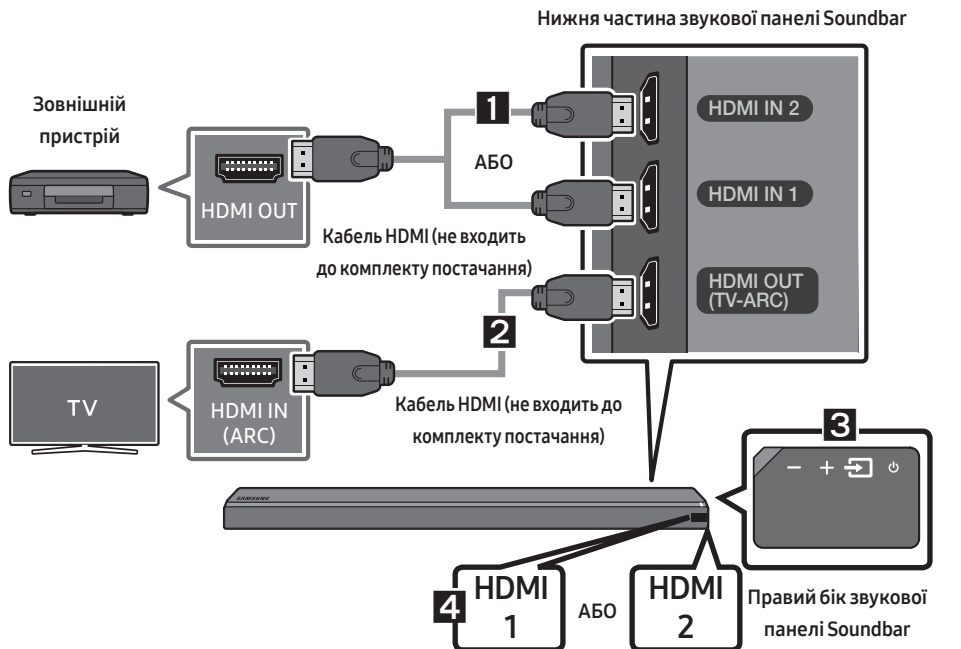 Нижня частина звукової панелі Soundbar
Зовнішній
пристрій
HDMI OUT
1
АБО
HDMI IN 2
HDMI IN 1
Кабель HDMI (не входить
до комплекту постачання)
HDMI OUT
(TV-ARC)
2
TV
HDMI IN
(ARC)
Кабель HDMI (не входить до
комплекту постачання)
3
SAMSUNG
4
HDMI
1
АБО
HDMI
2
Правий бік звукової
панелі Soundbar